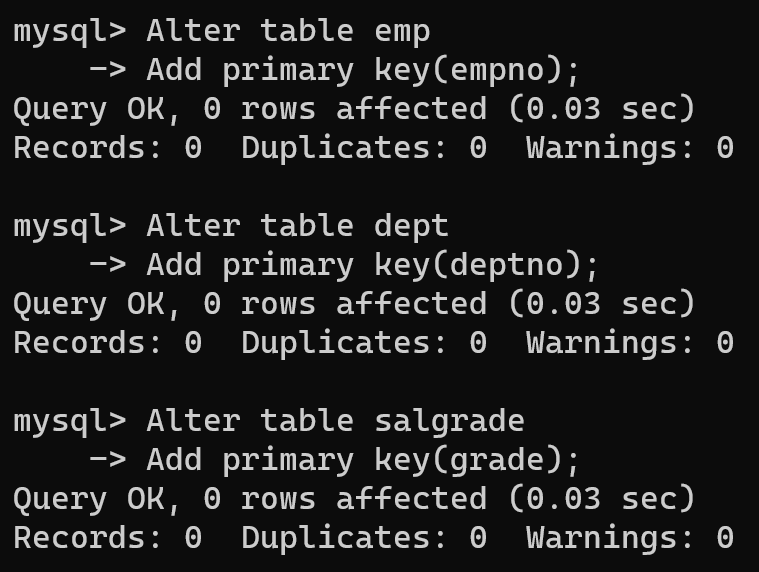 mysql> Alter table emp
    -> Add primary key(empno);
Query OK, 0 rows affected (0.03 sec)
Records: 0  Duplicates: 0  Warnings: 0

mysql> Alter table dept
    -> Add primary key(deptno);
Query OK, 0 rows affected (0.03 sec)
Records: 0  Duplicates: 0  Warnings: 0

mysql> Alter table salgrade
    -> Add primary key(grade);
Query OK, 0 rows affected (0.03 sec)
Records: 0  Duplicates: 0  Warnings: 0